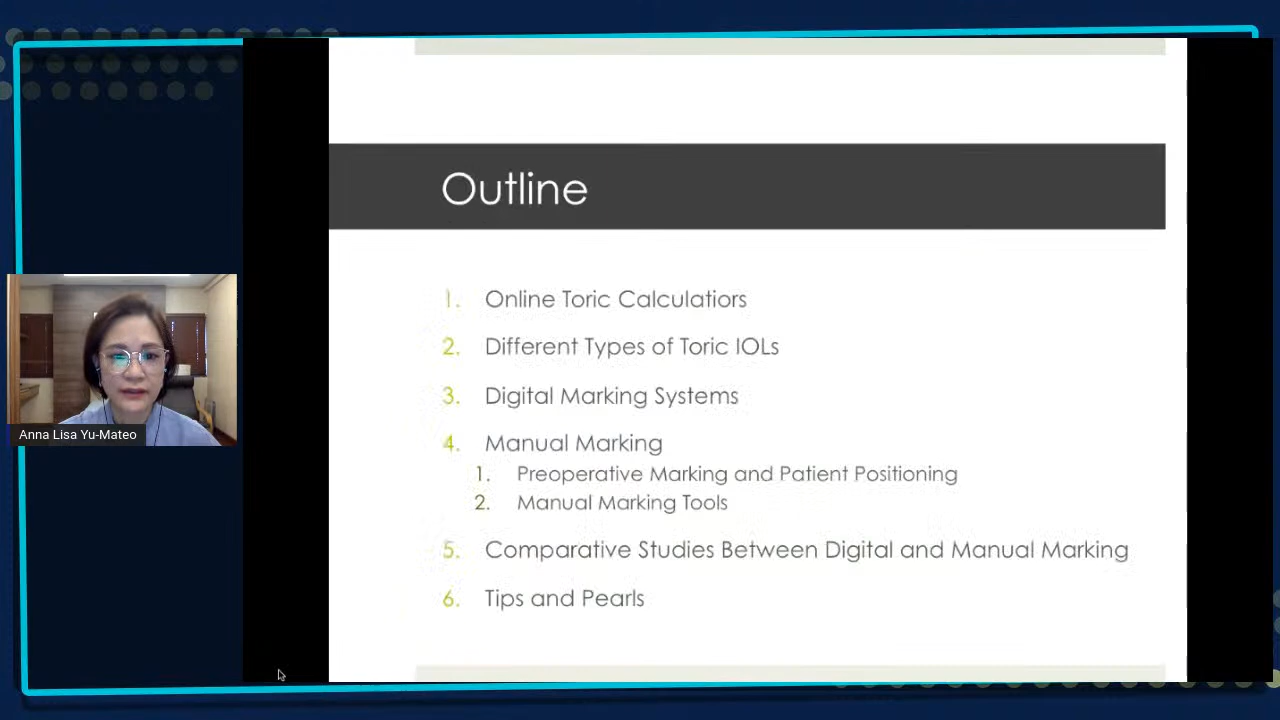 Outline
1. Online Toric Calculatiors
2. Different Types of Toric IOLs
3. Digital Marking Systems
4. Manual Marking
1. Preoperative Marking and Patient Positioning
2. Manual Marking Tools
5. Comparative Studies Between Digital and Manual Marking
6. Tips and Pearls
Anna Lisa Yu-Mateo